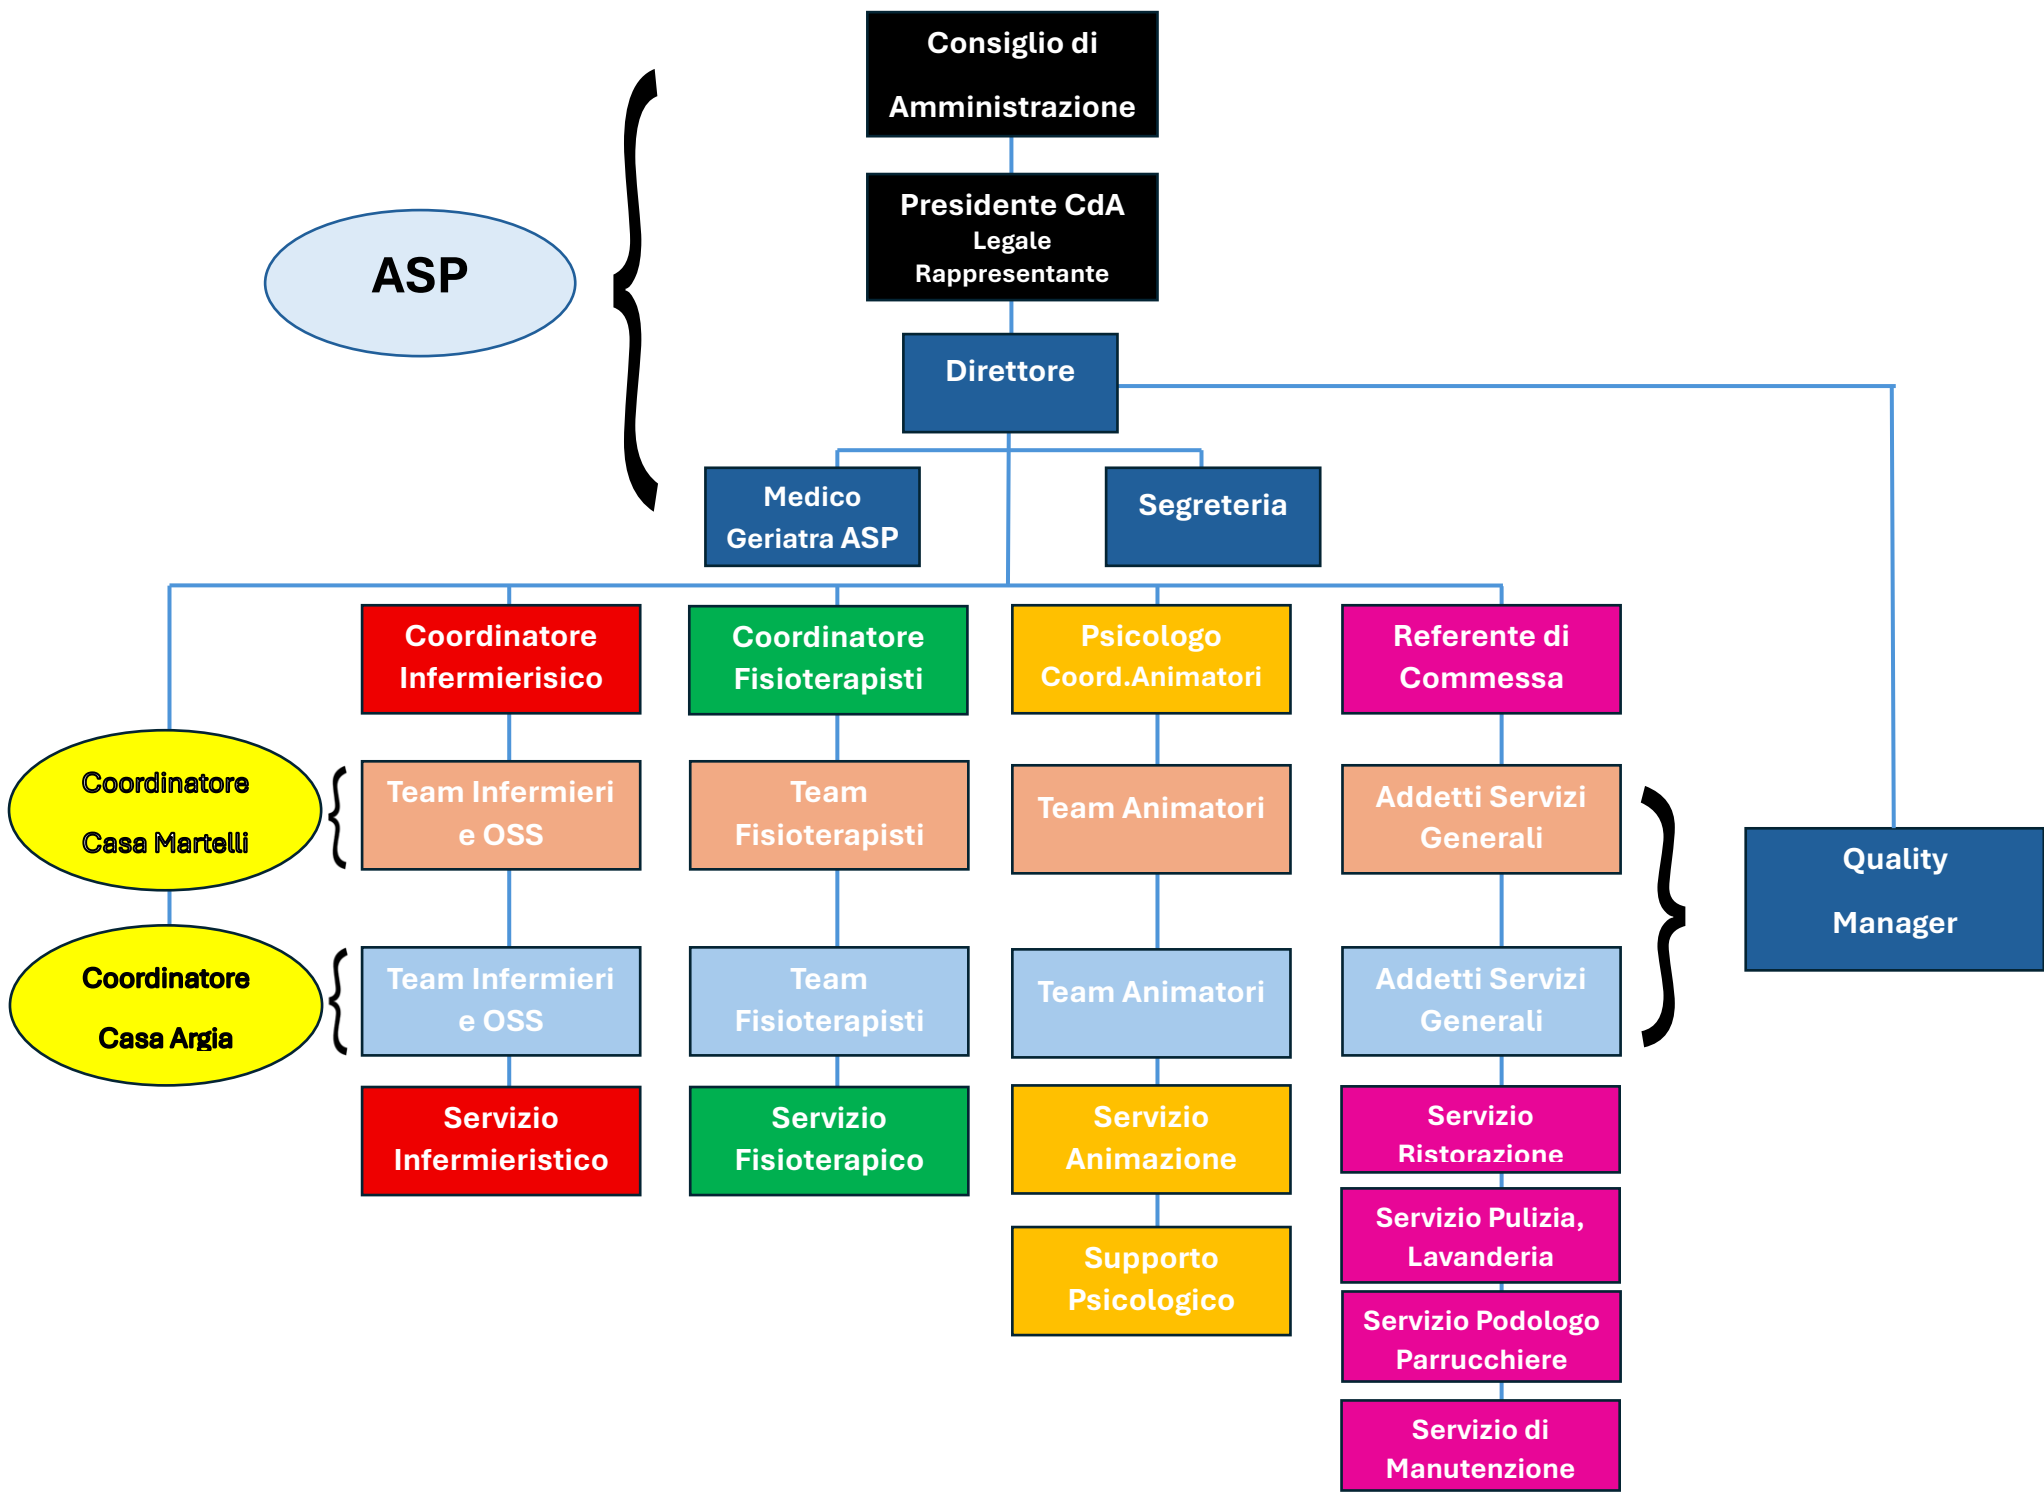 Consiglio di
Amministrazione
Presidente CdA
Legale
Rappresentante
ASP
Direttore
Medico
Geriatra ASP
Segreteria
Coordinatore
Infermierisico
Coordinatore
Fisioterapisti
Psicologo
Coord.Animatori
Referente di
Commessa
Coordinatore
Casa Martelli
Team Infermieri
e OSS
Team
Fisioterapisti
Team Animatori
Addetti Servizi
Generali
Quality
Manager
Coordinatore
Casa Argia
Team Infermieri
e OSS
Team
Fisioterapisti
Team Animatori
Addetti Servizi
Generali
Servizio
Infermieristico
Servizio
Fisioterapico
Servizio
Animazione
Servizio
Ristorazione
Supporto
Psicologico
Servizio Pulizia,
Lavanderia
Servizio Podologo
Parrucchiere
Servizio di
Manutenzione